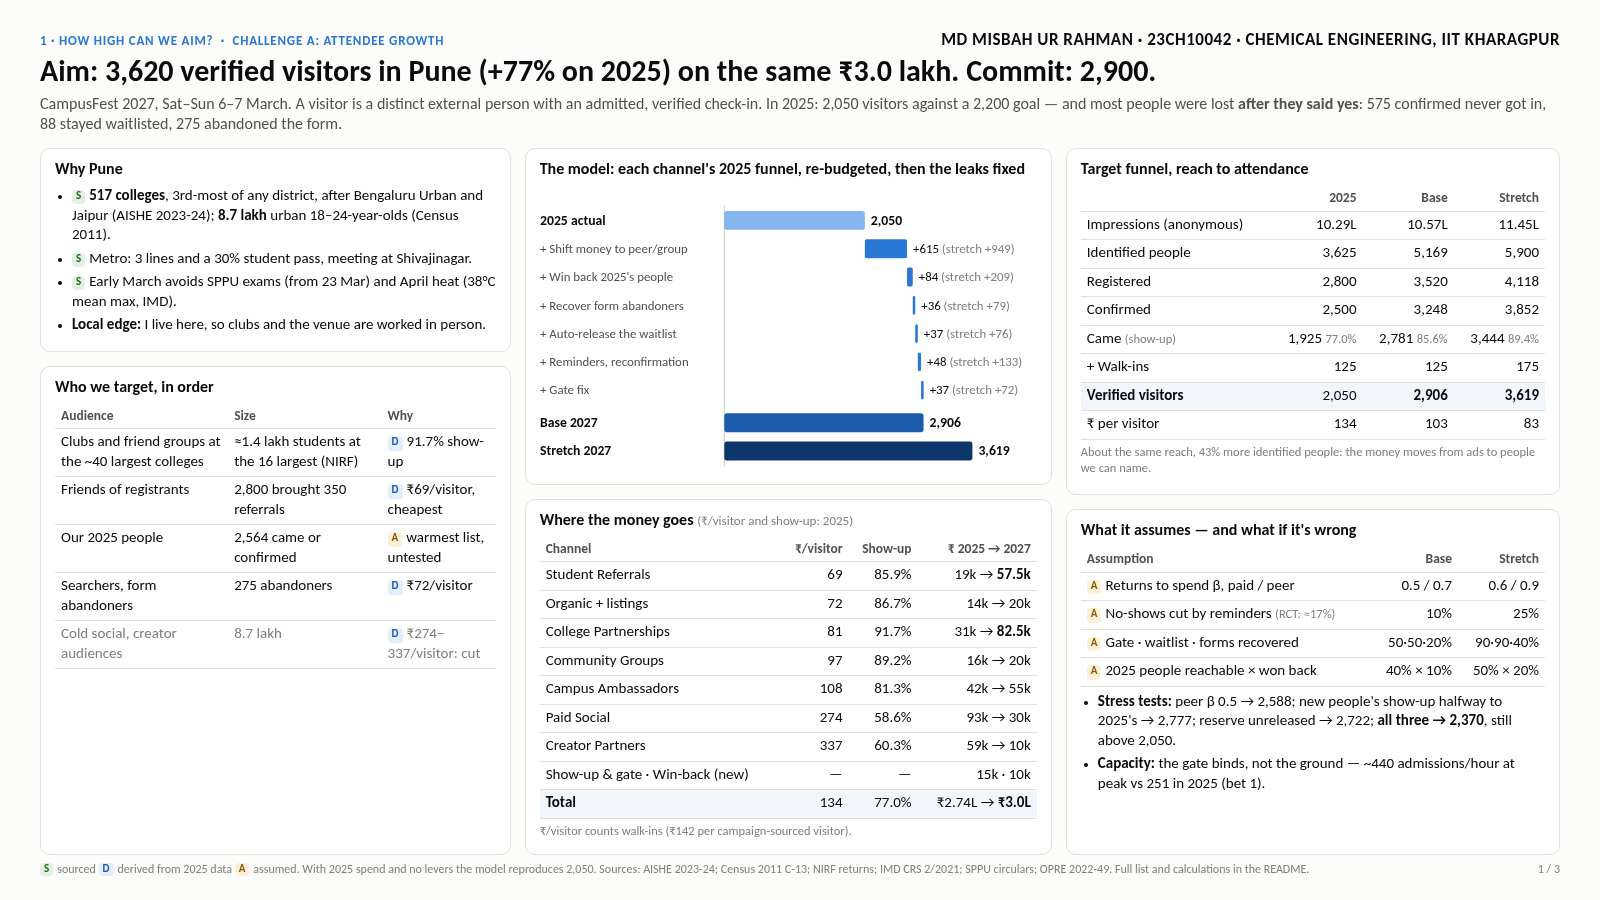 1 · HOW HIGH CAN WE AIM? · CHALLENGE A: ATTENDEE GROWTH
MD MISBAH UR RAHMAN · 23CH10042 · CHEMICAL ENGINEERING, IIT KHARAGPUR
Aim: 3,620 verified visitors in Pune (+77% on 2025) on the same ₹3.0 lakh. Commit: 2,900.
CampusFest 2027, Sat–Sun 6–7 March. A visitor is a distinct external person with an admitted, verified check-in. In 2025: 2,050 visitors against a 2,200 goal — and most people were lost after they said yes: 575 confirmed never got in,
88 stayed waitlisted, 275 abandoned the form.
Why Pune
• S 517 colleges, 3rd-most of any district, after Bengaluru Urban and
Jaipur (AISHE 2023-24); 8.7 lakh urban 18–24-year-olds (Census
2011).
• S Metro: 3 lines and a 30% student pass, meeting at Shivajinagar.
• S Early March avoids SPPU exams (from 23 Mar) and April heat (38°C
mean max, IMD).
• Local edge: I live here, so clubs and the venue are worked in person.
Who we target, in order
Audience Size Why
Clubs and friend groups at ≈1.4 lakh students at D 91.7% show-
the ~40 largest colleges the 16 largest (NIRF) up
Friends of registrants 2,800 brought 350 D ₹69/visitor,
referrals cheapest
Our 2025 people 2,564 came or A warmest list,
confirmed untested
Searchers, form 275 abandoners D ₹72/visitor
abandoners
Cold social, creator 8.7 lakh D ₹274–
audiences 337/visitor: cut
The model: each channel's 2025 funnel, re-budgeted, then the leaks fixed
2025 actual 2,050
+ Shift money to peer/group +615 (stretch +949)
+ Win back 2025's people +84 (stretch +209)
+ Recover form abandoners +36 (stretch +79)
+ Auto-release the waitlist +37 (stretch +76)
+ Reminders, reconfirmation +48 (stretch +133)
+ Gate fix +37 (stretch +72)
Base 2027 2,906
Stretch 2027 3,619
Where the money goes (₹/visitor and show-up: 2025)
Channel ₹/visitor Show-up ₹ 2025 → 2027
Student Referrals 69 85.9% 19k → 57.5k
Organic + listings 72 86.7% 14k → 20k
College Partnerships 81 91.7% 31k → 82.5k
Community Groups 97 89.2% 16k → 20k
Campus Ambassadors 108 81.3% 42k → 55k
Paid Social 274 58.6% 93k → 30k
Creator Partners 337 60.3% 59k → 10k
Show-up & gate · Win-back (new) — — 15k · 10k
Total 134 77.0% ₹2.74L → ₹3.0L
₹/visitor counts walk-ins (₹142 per campaign-sourced visitor).
Target funnel, reach to attendance
2025 Base Stretch
Impressions (anonymous) 10.29L 10.57L 11.45L
Identified people 3,625 5,169 5,900
Registered 2,800 3,520 4,118
Confirmed 2,500 3,248 3,852
Came (show-up) 1,925 77.0% 2,781 85.6% 3,444 89.4%
+ Walk-ins 125 125 175
Verified visitors 2,050 2,906 3,619
₹ per visitor 134 103 83
About the same reach, 43% more identified people: the money moves from ads to people
we can name.
What it assumes — and what if it's wrong
Assumption Base Stretch
A Returns to spend β, paid / peer 0.5 / 0.7 0.6 / 0.9
A No-shows cut by reminders (RCT: ≈17%) 10% 25%
A Gate · waitlist · forms recovered 50·50·20% 90·90·40%
A 2025 people reachable × won back 40% × 10% 50% × 20%
• Stress tests: peer β 0.5 → 2,588; new people's show-up halfway to
2025's → 2,777; reserve unreleased → 2,722; all three → 2,370, still
above 2,050.
• Capacity: the gate binds, not the ground — ~440 admissions/hour at
peak vs 251 in 2025 (bet 1).
S sourced D derived from 2025 data A assumed. With 2025 spend and no levers the model reproduces 2,050. Sources: AISHE 2023-24; Census 2011 C-13; NIRF returns; IMD CRS 2/2021; SPPU circulars; OPRE 2022-49. Full list and calculations in the README.
1 / 3